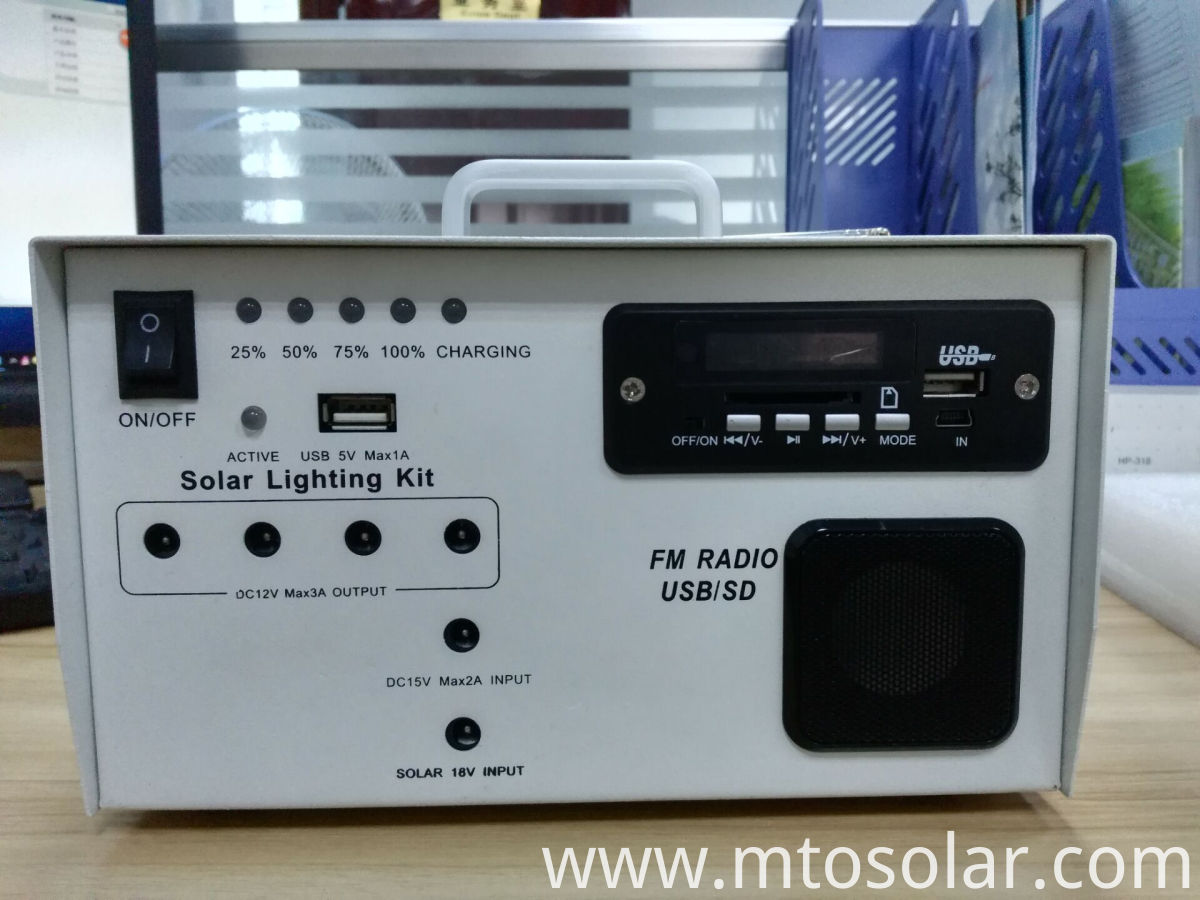 25% 50% 75% 100% CHARGING
ON/OFF
ACTIVE USB 5V Max1A
Solar Lighting Kit
DC12V Max3A OUTPUT
DC15V Max2A INPUT
SOLAR 18V INPUT
USB
OFF/ON /V- /V+ MODE IN
FM RADIO
USB/SD
HP-318
www.mtosolar.com